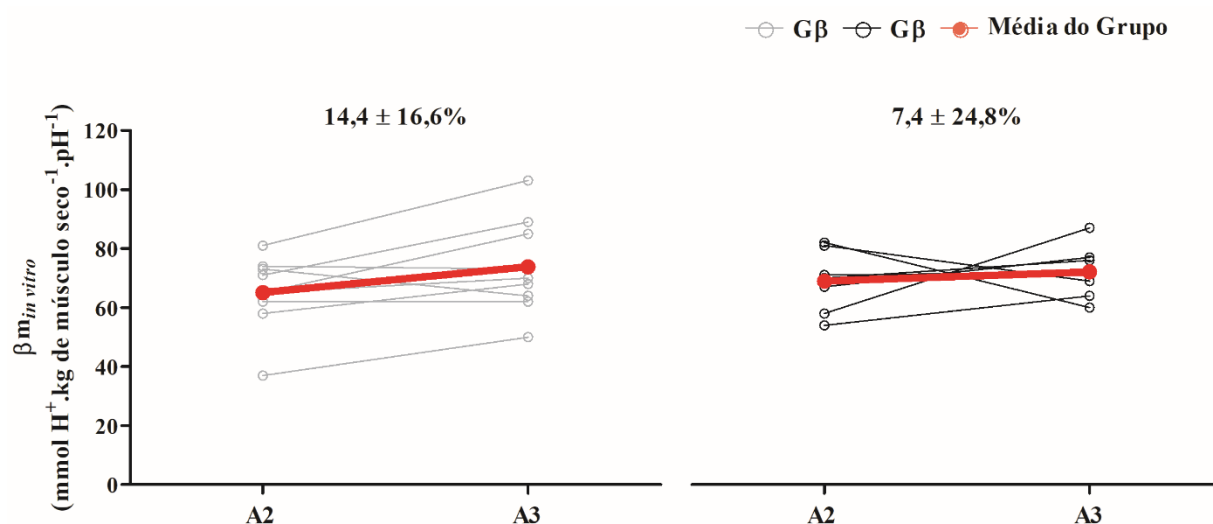 Gβ Gβ Média do Grupo
14,4 ± 16,6% 7,4 ± 24,8%
βm in vitro
(mmol H⁺.kg de músculo seco⁻¹.pH⁻¹)
120
100
80
60
40
20
0
A2 A3 A2 A3